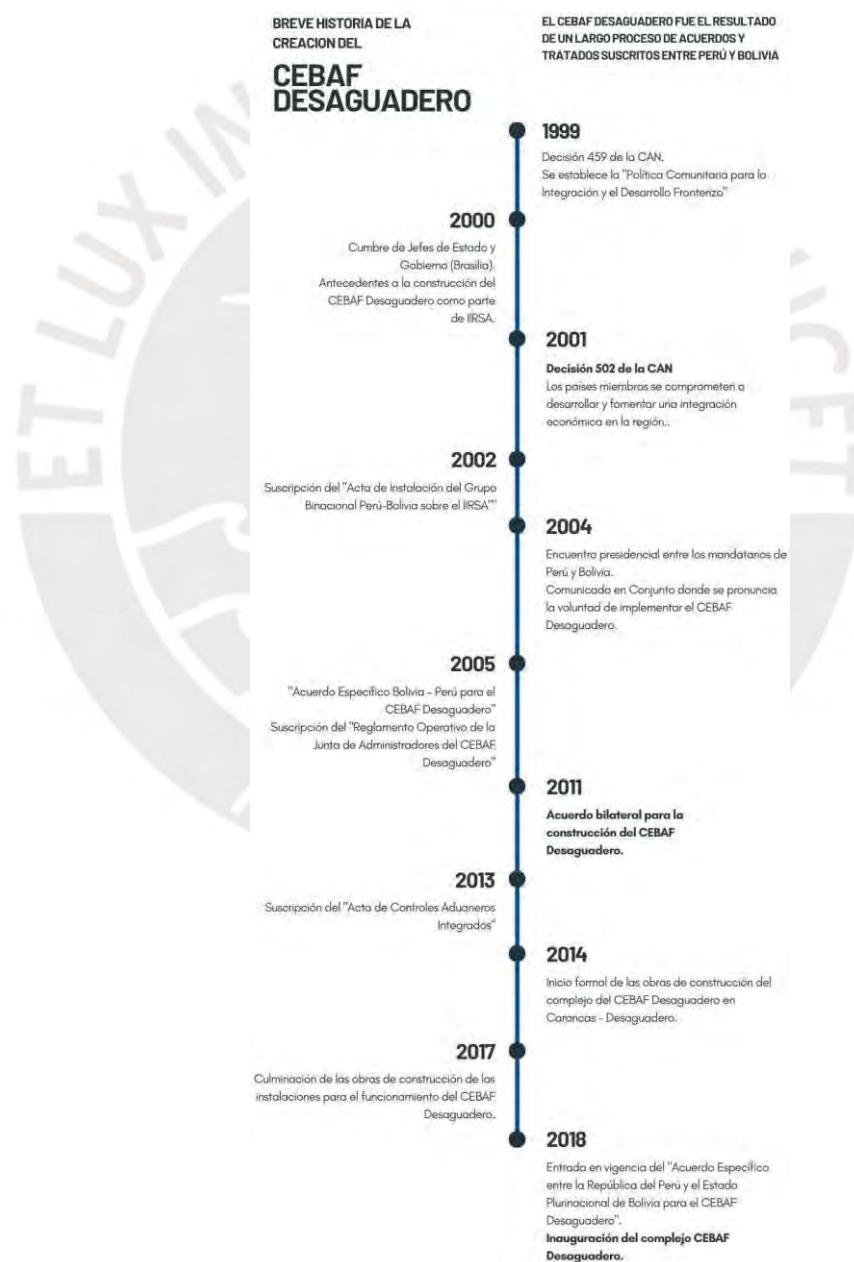 BREVE HISTORIA DE LA
CREACION DEL
CEBAF
DESAGUADERO
EL CEBAF DESAGUADERO FUE EL RESULTADO
DE UN LARGO PROCESO DE ACUERDOS Y
TRATADOS SUSCRITOS ENTRE PERÚ Y BOLIVIA
1999
Decisión 459 de la CAN.
Se establece la "Política Comunitaria para la
Integración y el Desarrollo Fronterizo"
2000
Cumbre de Jefes de Estado y
Gobierno (Brasilia).
Antecedentes a la construcción del
CEBAF Desaguadero como parte
de IIRSA.
2001
Decisión 502 de la CAN
Los países miembros se comprometen a
desarrollar y fomentar una integración
económica en la región..
2002
Suscripción del "Acta de Instalación del Grupo
Binacional Perú-Bolivia sobre el IIRSA""
2004
Encuentro presidencial entre los mandatarios de
Perú y Bolivia.
Comunicado en Conjunto donde se pronuncia
la voluntad de implementar el CEBAF
Desaguadero.
2005
"Acuerdo Específico Bolivia - Perú para el
CEBAF Desaguadero"
Suscripción del "Reglamento Operativo de la
Junta de Administradores del CEBAF
Desaguadero"
2011
Acuerdo bilateral para la
construcción del CEBAF
Desaguadero.
2013
Suscripción del "Acta de Controles Aduaneros
Integrados"
2014
Inicio formal de las obras de construcción del
complejo del CEBAF Desaguadero en
Carancas - Desaguadero.
2017
Culminación de las obras de construcción de las
instalaciones para el funcionamiento del CEBAF
Desaguadero..
2018
Entrada en vigencia del "Acuerdo Específico
entre la República del Perú y el Estado
Plurinacional de Bolivia para el CEBAF
Desaguadero".
Inauguración del complejo CEBAF
Desaguadero.
ET LUX IN